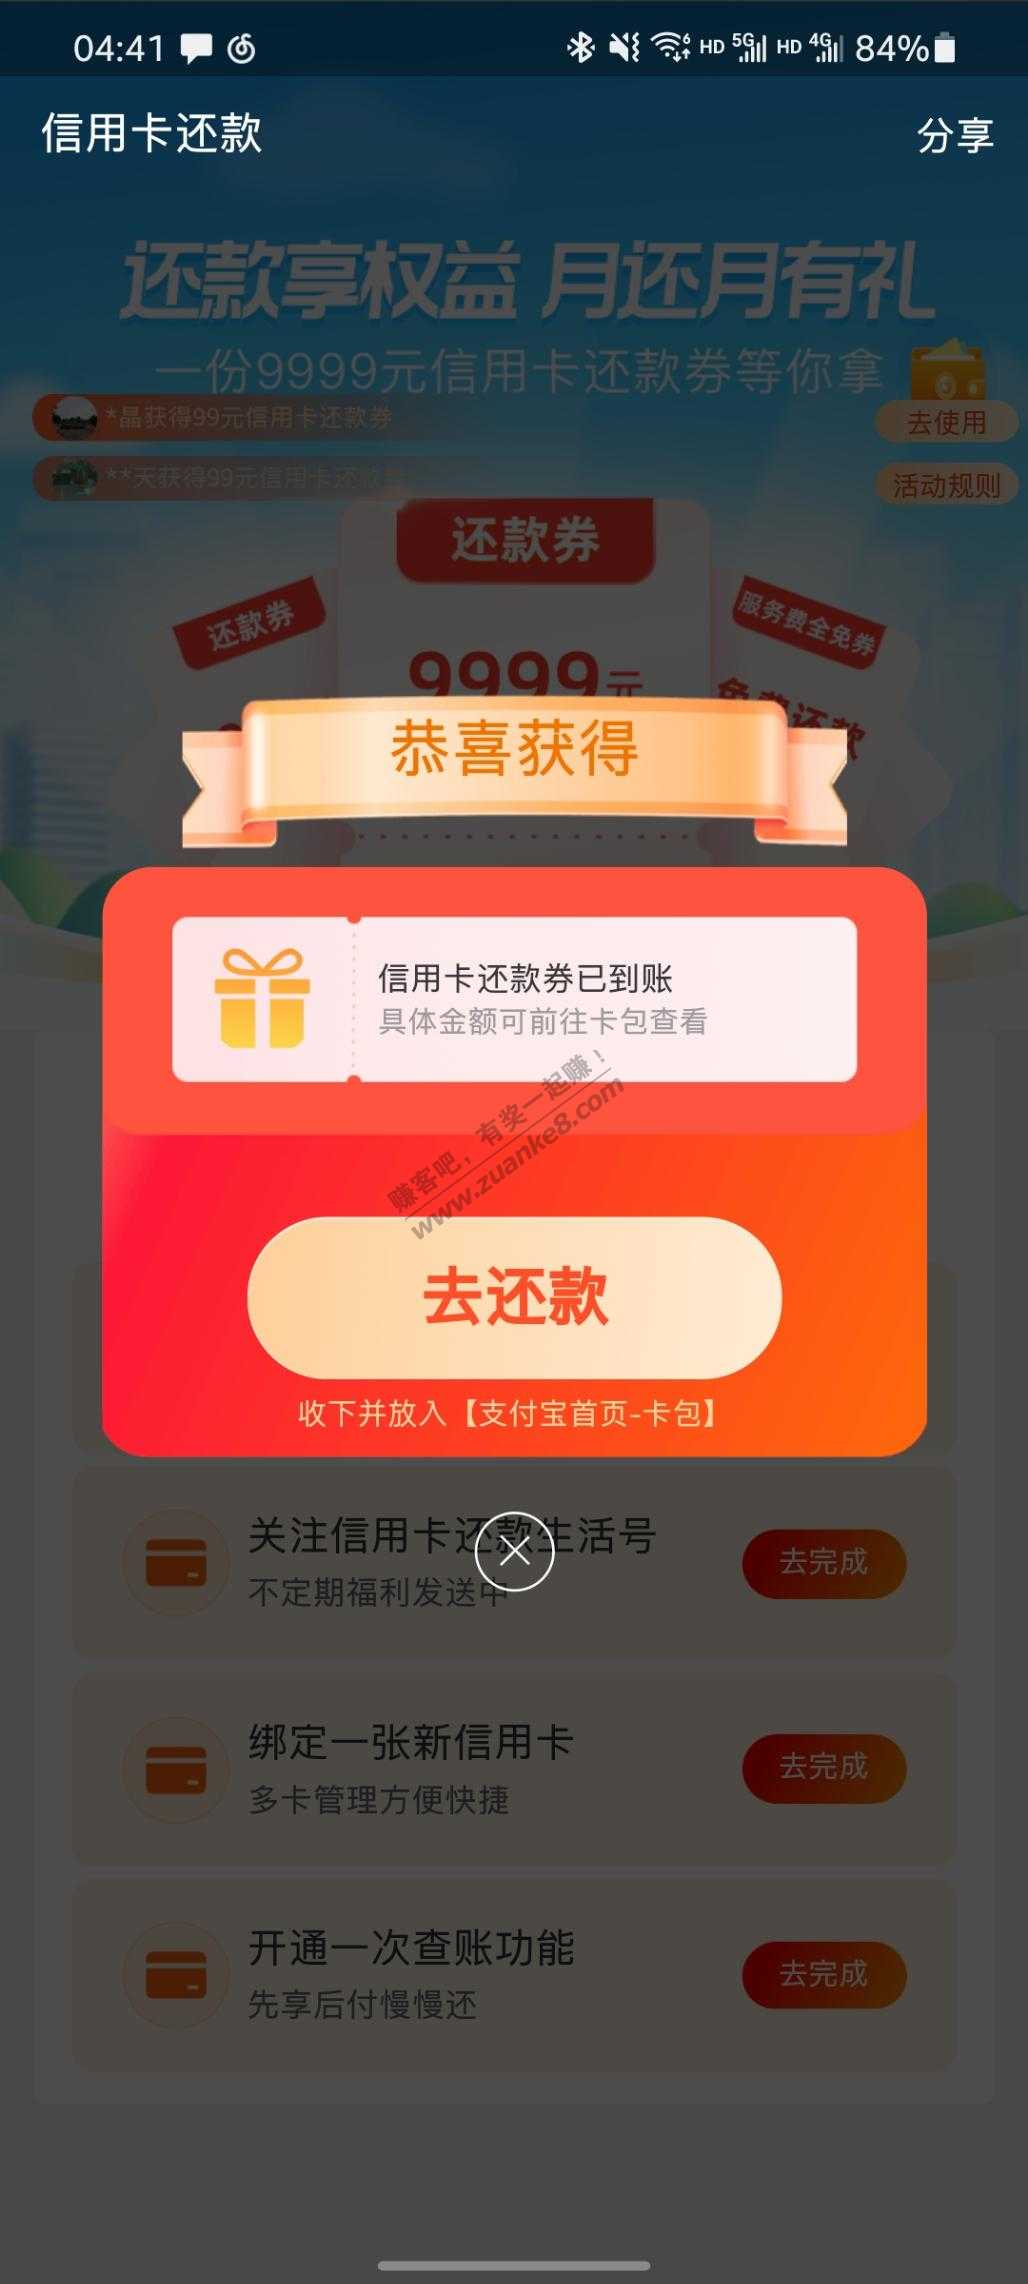 04:41
HD 5G HD 4G 84%
信用卡还款
分享
还款享权益 月还月有礼
一份9999元信用卡还款券等你拿
*晶获得99元信用卡还款券
去使用
**天获得99元信用卡还款券
活动规则
还款券
还款券
服务费全免券
9999元
免费还款
恭喜获得
信用卡还款券已到账
具体金额可前往卡包查看
赚客吧，有奖一起赚！
www.zuanke8.com
去还款
收下并放入【支付宝首页-卡包】
关注信用卡还款生活号
不定期福利发送中
去完成
绑定一张新信用卡
多卡管理方便快捷
去完成
开通一次查账功能
先享后付慢慢还
去完成